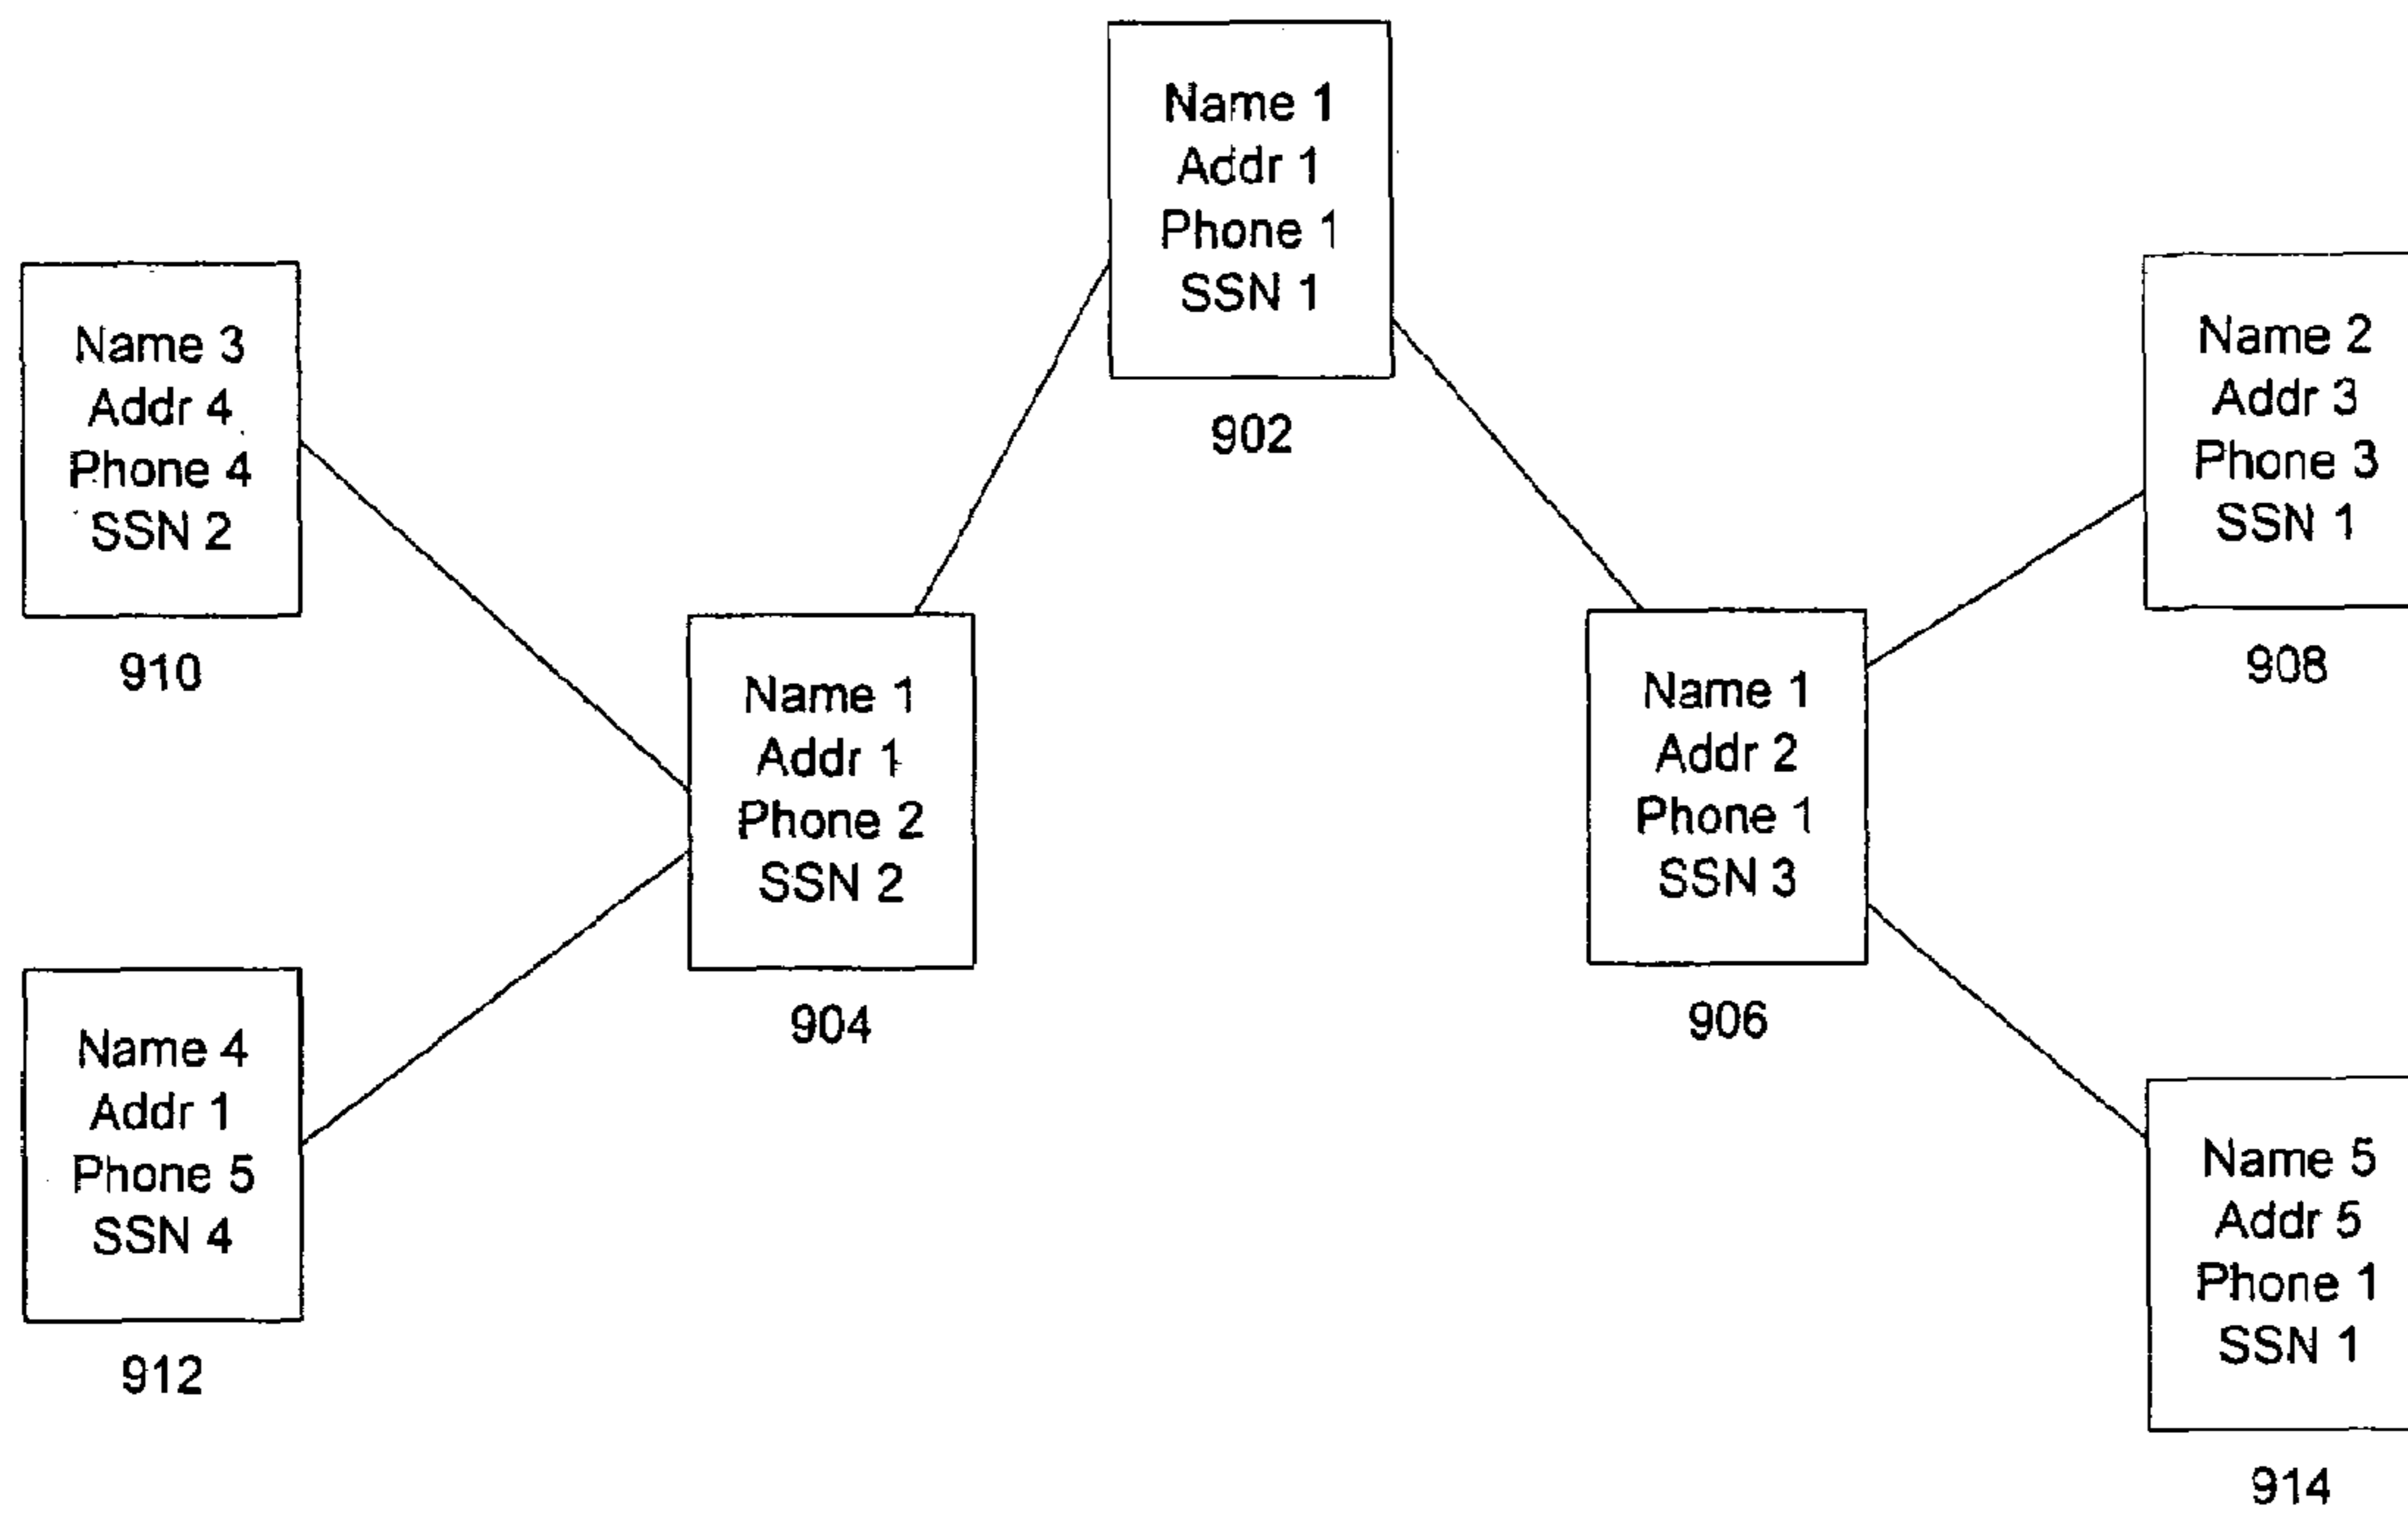 Name 1
Addr 1
Phone 1
SSN 1
902
Name 3
Addr 4
Phone 4
SSN 2
910
Name 2
Addr 3
Phone 3
SSN 1
908
Name 1
Addr 1
Phone 2
SSN 2
904
Name 1
Addr 2
Phone 1
SSN 3
906
Name 4
Addr 1
Phone 5
SSN 4
912
Name 5
Addr 5
Phone 1
SSN 1
914